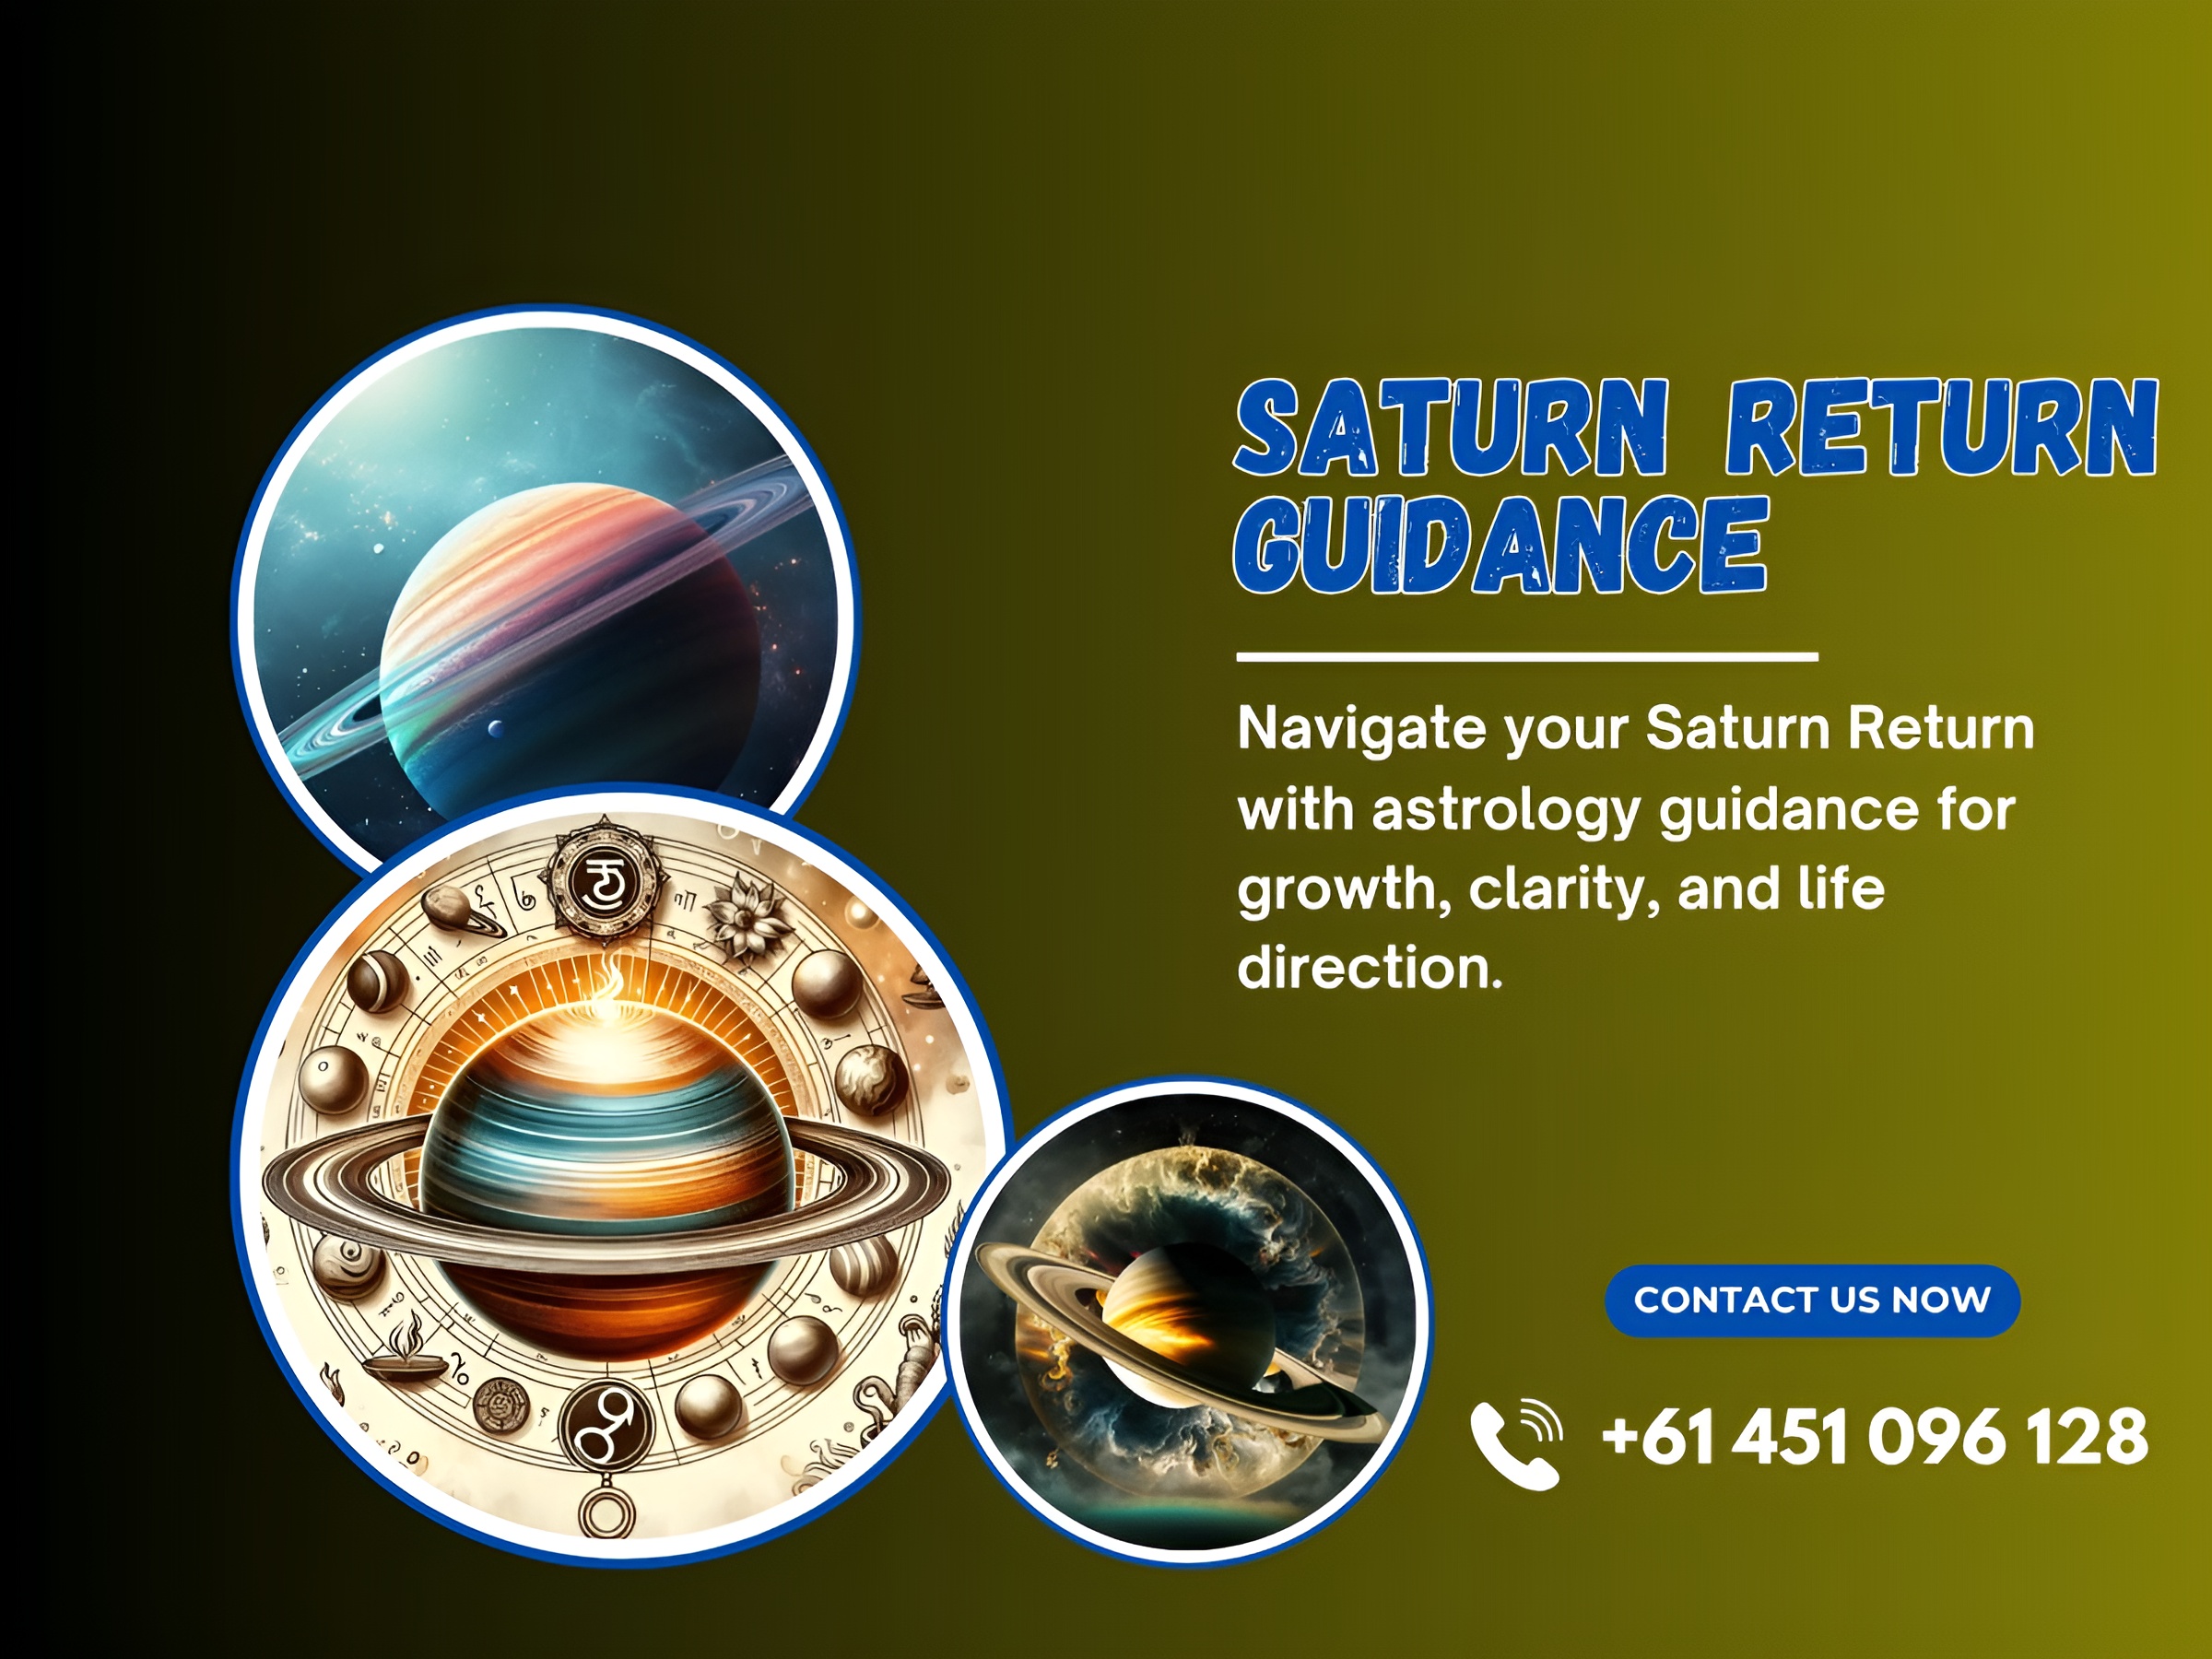 SATURN RETURN
GUIDANCE
Navigate your Saturn Return
with astrology guidance for
growth, clarity, and life
direction.
CONTACT US NOW
+61 451 096 128